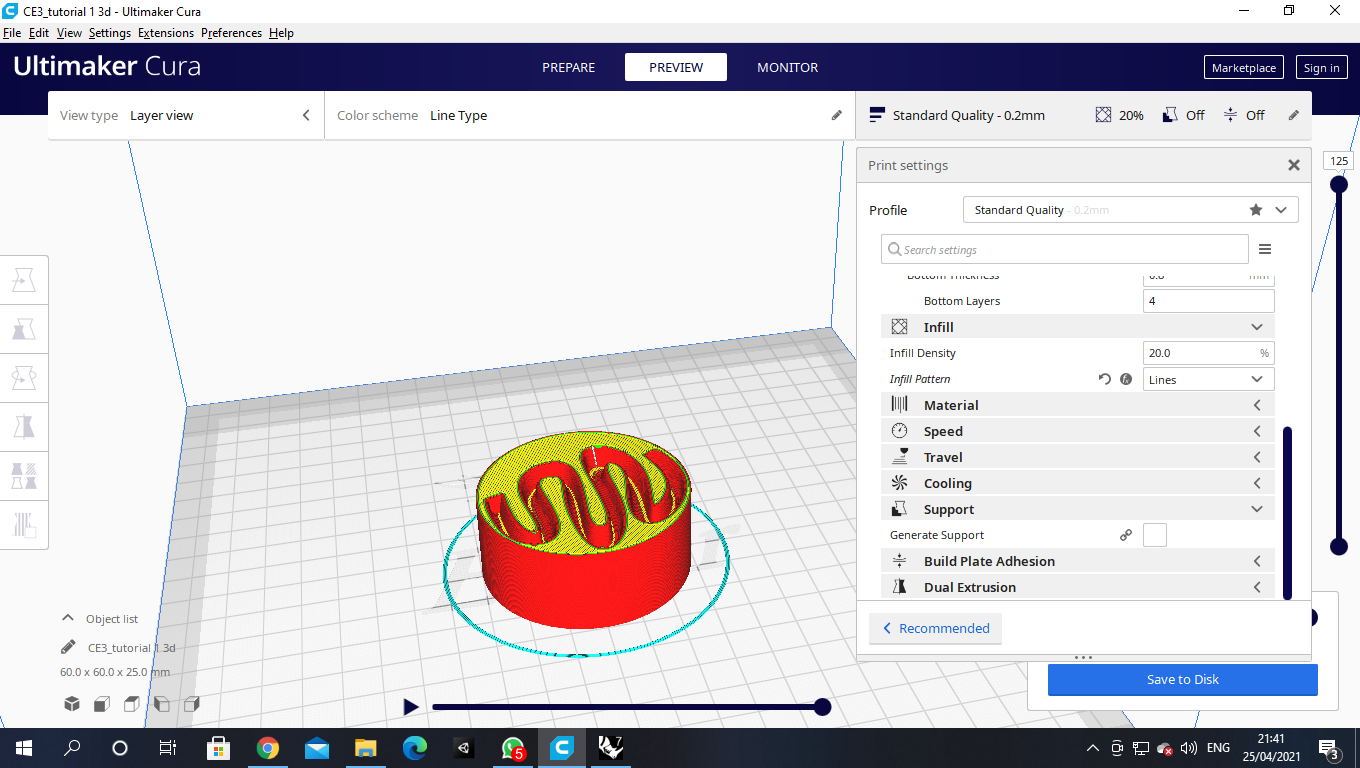 CE3_tutorial 1 3d - Ultimaker Cura
File Edit View Settings Extensions Preferences Help
Ultimaker Cura
PREPARE PREVIEW MONITOR
Marketplace Sign in
View type Layer view
Color scheme Line Type
Standard Quality - 0.2mm 20% Off Off
Print settings
125
Profile Standard Quality - 0.2mm
Search settings
Bottom Thickness 0.8 mm
Bottom Layers 4
Infill
Infill Density 20.0 %
Infill Pattern Lines
Material
Speed
Travel
Cooling
Support
Generate Support
Build Plate Adhesion
Dual Extrusion
Recommended
Object list
CE3_tutorial 1 3d
60.0 x 60.0 x 25.0 mm
Save to Disk
5
7
ENG
21:41
25/04/2021
3